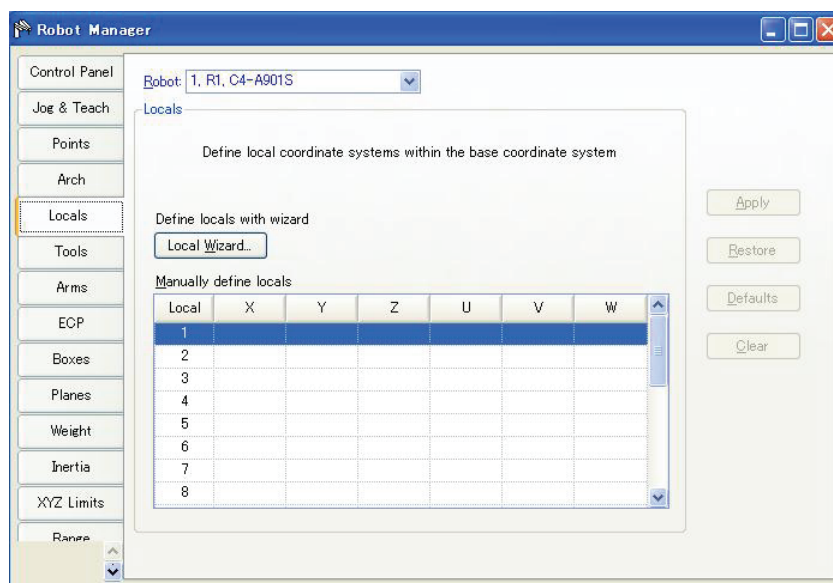 Robot Manager
Control Panel
Jog & Teach
Points
Arch
Locals
Tools
Arms
ECP
Boxes
Planes
Weight
Inertia
XYZ Limits
Range
Robot: 1, R1, C4-A901S
Locals
Define local coordinate systems within the base coordinate system
Define locals with wizard
Local Wizard...
Manually define locals
Local X Y Z U V W
1
2
3
4
5
6
7
8
Apply
Restore
Defaults
Clear